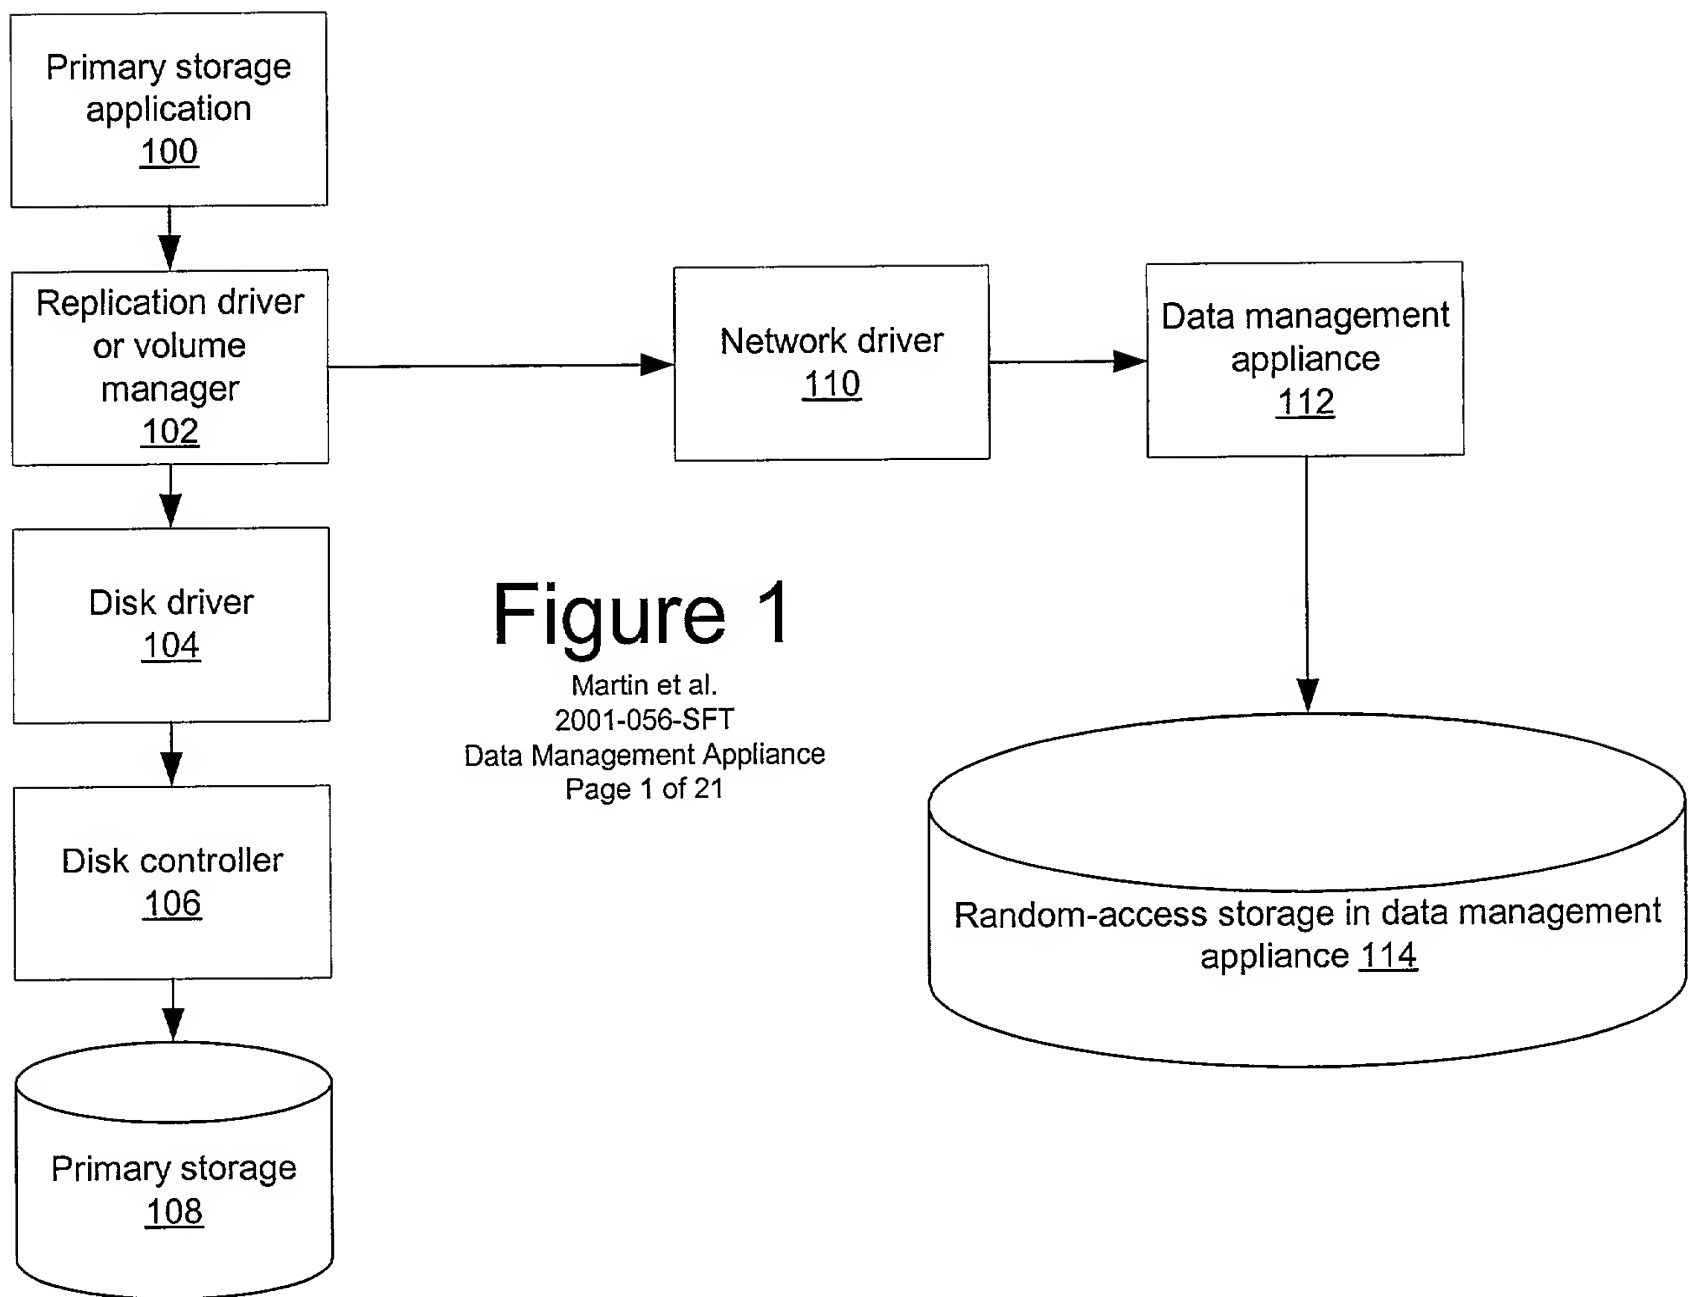 Primary storage
application
100
Replication driver
or volume
manager
102
Network driver
110
Data management
appliance
112
Disk driver
104
Figure 1
Martin et al.
2001-056-SFT
Data Management Appliance
Page 1 of 21
Disk controller
106
Random-access storage in data management
appliance 114
Primary storage
108